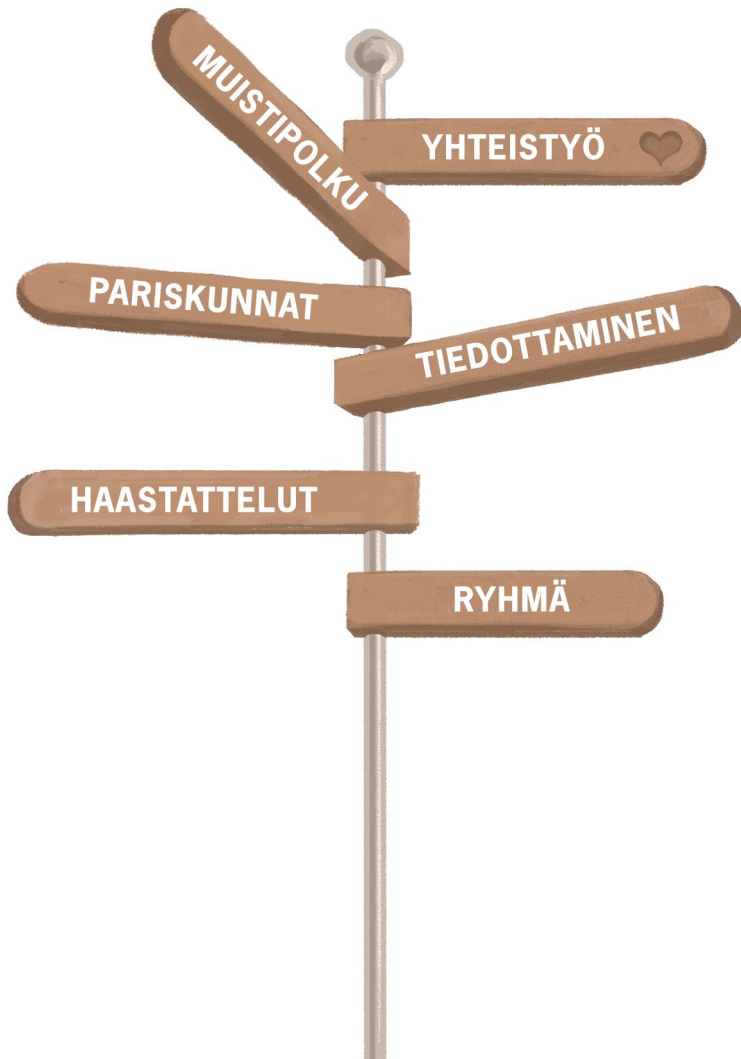 MUISTIPOLKU
YHTEISTYÖ
PARISKUNNAT
TIEDOTTAMINEN
HAASTATTELUT
RYHMÄ